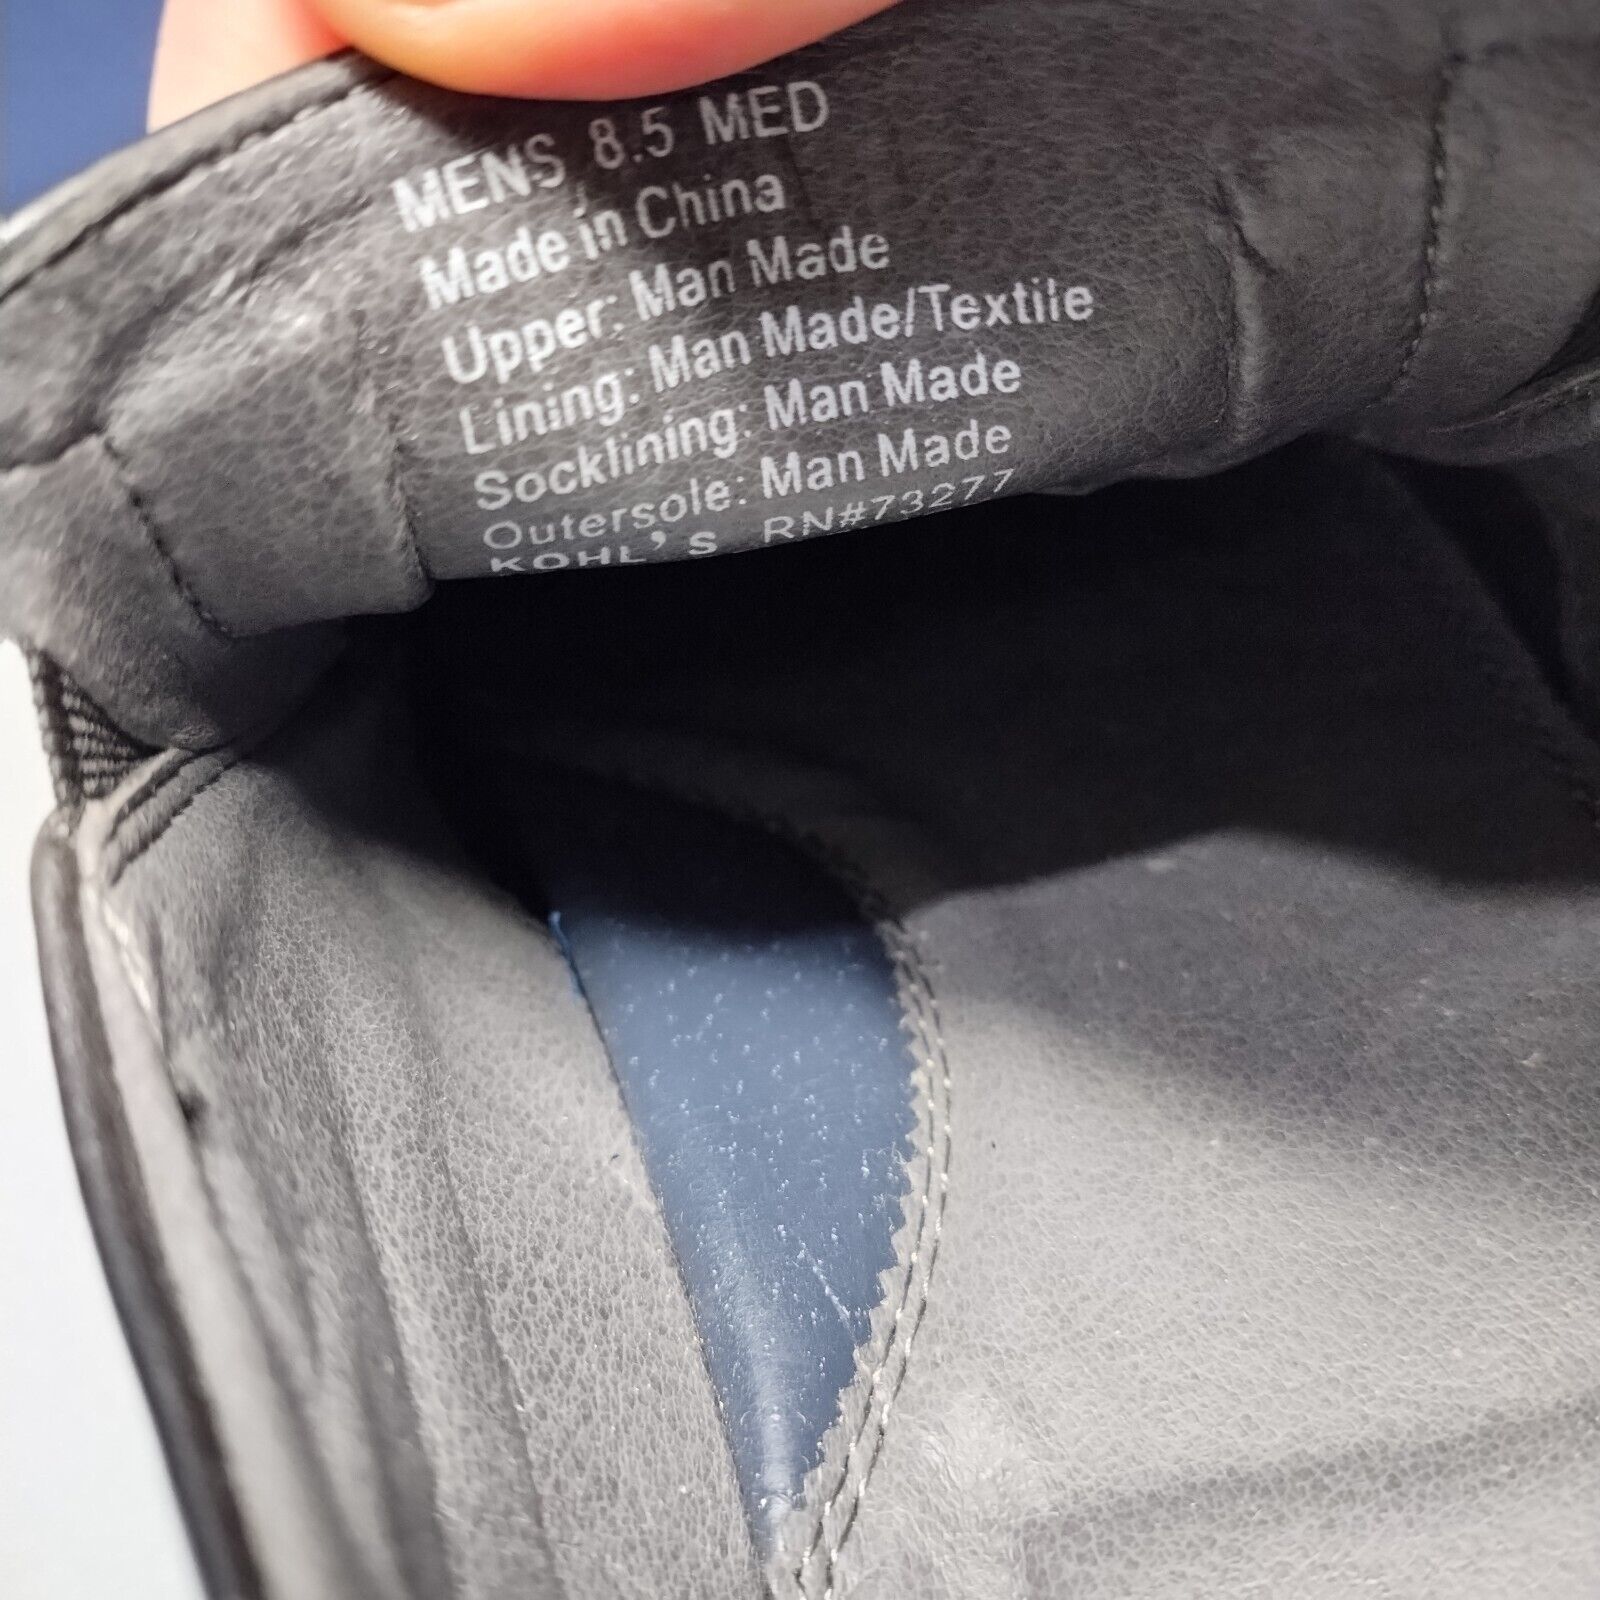 MENS 8.5 MED
Made in China
Upper: Man Made
Lining: Man Made/Textile
Socklining: Man Made
Outersole: Man Made
KOHL'S RN#73277